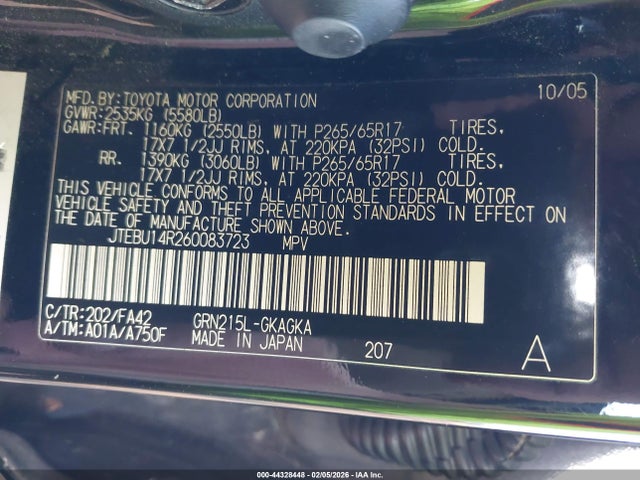 MFD. BY: TOYOTA MOTOR CORPORATION 10/05
GVWR: 2535KG (5580LB)
GAWR: FRT. 1160KG (2550LB) WITH P265/65R17 TIRES,
17X7 1/2JJ RIMS, AT 220KPA (32PSI) COLD.
RR. 1390KG (3060LB) WITH P265/65R17 TIRES,
17X7 1/2JJ RIMS, AT 220KPA (32PSI) COLD.
THIS VEHICLE CONFORMS TO ALL APPLICABLE FEDERAL MOTOR
VEHICLE SAFETY AND THEFT PREVENTION STANDARDS IN EFFECT ON
THE DATE OF MANUFACTURE SHOWN ABOVE.
JTEBU14R260083723 MPV
C/TR: 202/FA42 GRN215L-GKAGKA
A/TM: A01A/A750F MADE IN JAPAN 207 A
000-44328448 - 02/05/2026 - IAA Inc.